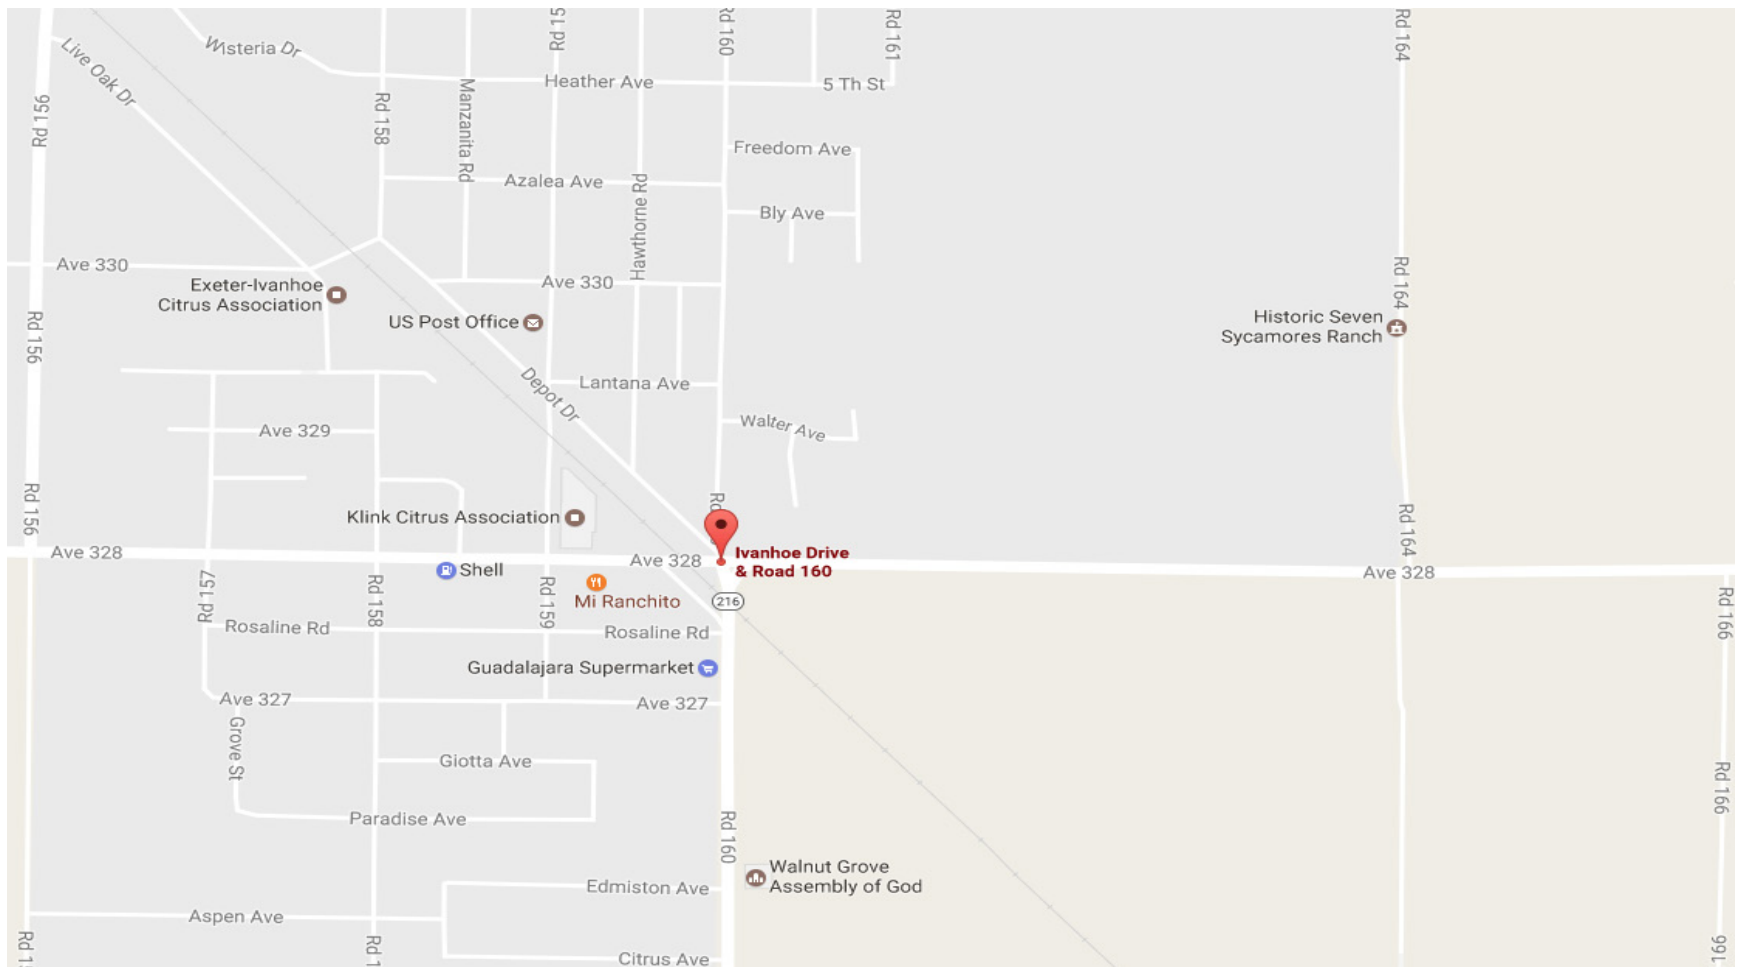 Live Oak Dr
Wisteria Dr
Rd 156
Rd 158
Manzanita Rd
Rd 15
Heather Ave
Rd 160
5 Th St
Rd 161
Rd 164
Freedom Ave
Azalea Ave
Hawthorne Rd
Bly Ave
Ave 330
Exeter-Ivanhoe
Citrus Association
Ave 330
US Post Office
Rd 156
Rd 164
Historic Seven
Sycamores Ranch
Depot Dr
Lantana Ave
Walter Ave
Ave 329
Rd 156
Klink Citrus Association
Rd
Rd 164
Ave 328
Ave 328
Ivanhoe Drive
& Road 160
Ave 328
Shell
Mi Ranchito
216
Rd 157
Rd 158
Rd 159
Rd 166
Rosaline Rd
Rosaline Rd
Guadalajara Supermarket
Ave 327
Ave 327
Grove St
Giotta Ave
Rd 166
Paradise Ave
Rd 160
Walnut Grove
Assembly of God
Edmiston Ave
Aspen Ave
Rd 15
Rd 1
Citrus Ave
166